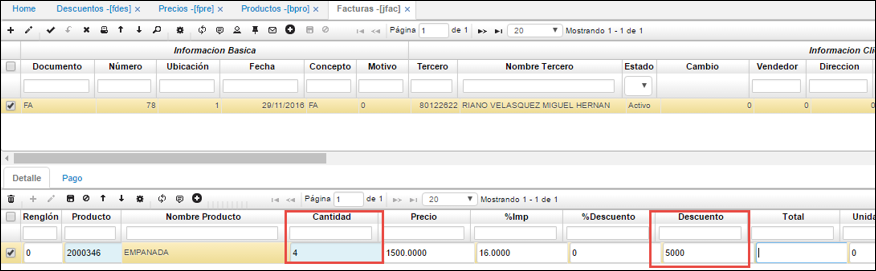 Home Descuentos -[fdes] × Precios -[fpre] × Productos -[bpro] × Facturas -[jfac] ×
Página 1 de 1 20 Mostrando 1 - 1 de 1
Informacion Basica Informacion Cli
Documento Número Ubicación Fecha Concepto Motivo Tercero Nombre Tercero Estado Cambio Vendedor Direccion
FA 78 1 29/11/2016 FA 0 80122622 RIANO VELASQUEZ MIGUEL HERNAN Activo 0 0
Detalle Pago
Página 1 de 1 20 Mostrando 1 - 1 de 1
Renglón Producto Nombre Producto Cantidad Precio %Imp %Descuento Descuento Total Unida
0 2000346 EMPANADA 4 1500.0000 16.0000 0 5000 0